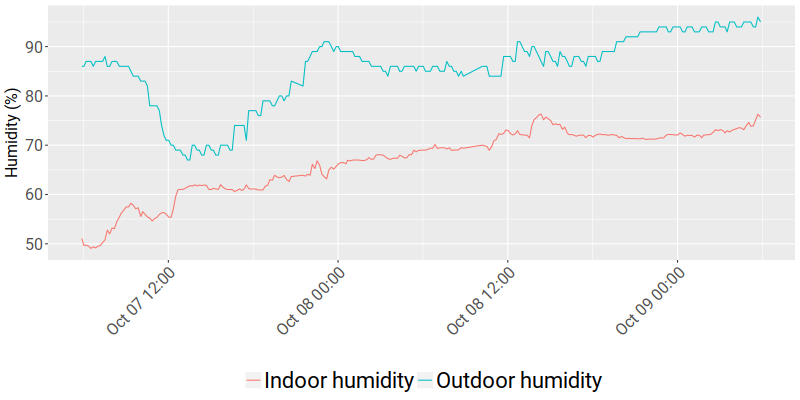 Humidity (%)
90
80
70
60
50
Oct 07 12:00
Oct 08 00:00
Oct 08 12:00
Oct 09 00:00
Indoor humidity Outdoor humidity